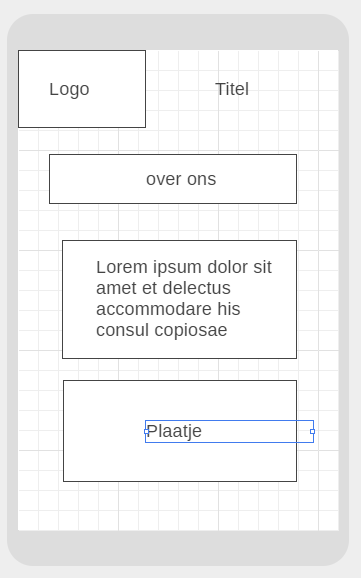 Logo
Titel
over ons
Lorem ipsum dolor sit
amet et delectus
accommodare his
consul copiosae
Plaatje